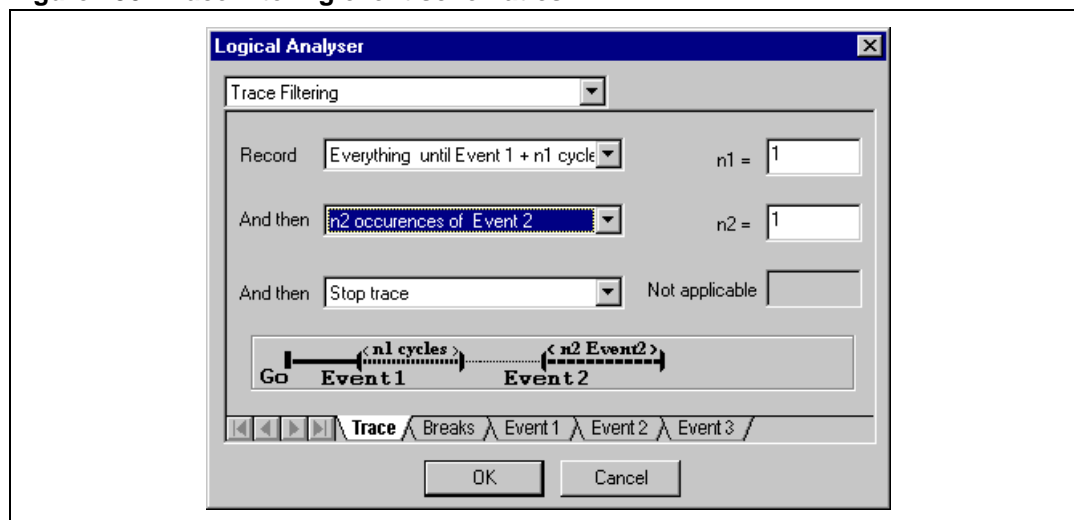 Logical Analyser
Trace Filtering
Record Everything until Event 1 + n1 cycle n1 = 1
And then n2 occurences of Event 2 n2 = 1
And then Stop trace Not applicable
< n1 cycles > < n2 Event2 >
Go Event1 Event2
Trace Breaks Event 1 Event 2 Event 3
OK Cancel